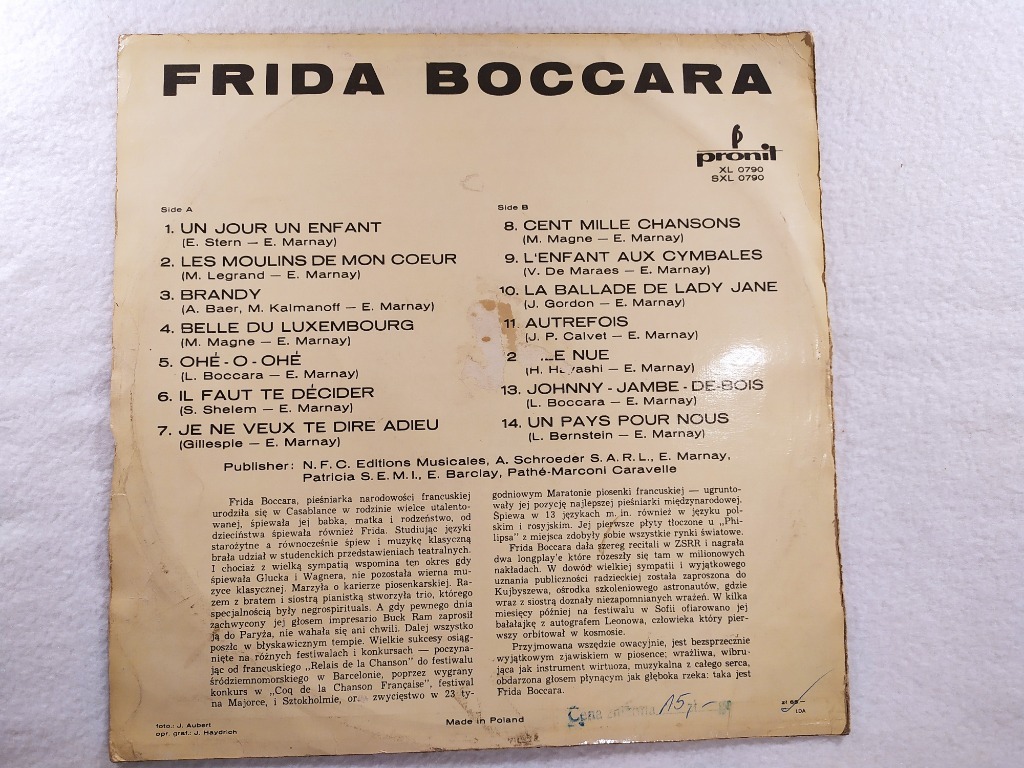 FRIDA BOCCARA
pronit
XL 0790
SXL 0790
Side A
1. UN JOUR UN ENFANT
(E. Stern — E. Marnay)
2. LES MOULINS DE MON COEUR
(M. Legrand — E. Marnay)
3. BRANDY
(A. Baer, M. Kalmanoff — E. Marnay)
4. BELLE DU LUXEMBOURG
(M. Magne — E. Marnay)
5. OHÉ - O - OHÉ
(L. Boccara — E. Marnay)
6. IL FAUT TE DÉCIDER
(S. Shelem — E. Marnay)
7. JE NE VEUX TE DIRE ADIEU
(Gillespie — E. Marnay)
Side B
8. CENT MILLE CHANSONS
(M. Magne — E. Marnay)
9. L'ENFANT AUX CYMBALES
(V. De Maraes — E. Marnay)
10. LA BALLADE DE LADY JANE
(J. Gordon — E. Marnay)
11. AUTREFOIS
(J. P. Calvet — E. Marnay)
NUE
(H. — E. Marnay)
13. JOHNNY - JAMBE - DE-BOIS
(L. Boccara — E. Marnay)
14. UN PAYS POUR NOUS
(L. Bernstein — E. Marnay)
Publisher: N. F. C. Editions Musicales, A. Schroeder S. A. R. L., E. Marnay,
Patricia S. E. M. I., E. Barclay, Pathé-Marconi Caravelle
Frida Boccara, pieśniarka narodowości francuskiej
urodziła się w Casablance w rodzinie wielce utalento-
wanej, śpiewała jej babka, matka i rodzeństwo, od
dzieciństwa śpiewała również Frida. Studiując języki
starożytne a równocześnie śpiew i muzykę klasyczną
brała udział w studenckich przedstawieniach teatralnych.
I chociaż z wielką sympatią wspomina ten okres gdy
śpiewała Glucka i Wagnera, nie pozostała wierna mu-
zyce klasycznej. Marzyła o karierze piosenkarskiej. Ra-
zem z bratem i siostrą pianistką stworzyła trio, którego
specjalnością były negrospirituals. A gdy pewnego dnia
zachwycony jej głosem impresario Buck Ram zaprosił
ją do Paryża, nie wahała się ani chwili. Dalej wszystko
poszło w błyskawicznym tempie. Wielkie sukcesy osiąg-
nięte na różnych festiwalach i konkursach — poczyna-
jąc od francuskiego „Relais de la Chanson" do festiwalu
śródziemnomorskiego w Barcelonie, poprzez wygrany
konkurs w „Coq de la Chanson Française", festiwal
na Majorce, i Sztokholmie, zwycięstwo w 23 ty-
godniowym Maratonie piosenki francuskiej — ugrunto-
wały jej pozycję najlepszej pieśniarki międzynarodowej.
Śpiewa w 13 językach m. in. również w języku pol-
skim i rosyjskim. Jej pierwsze płyty tłoczone u „Phi-
lipsa" z miejsca zdobyły sobie wszystkie rynki światowe.
Frida Boccara dała szereg recitali w ZSRR i nagrała
dwa longplay'e które rozeszły się tam w milionowych
nakładach. W dowód wielkiej sympatii i wyjątkowego
uznania publiczności radzieckiej została zaproszona do
Kujbyszewa, ośrodka szkoleniowego astronautów, gdzie
wraz z siostrą doznały niezapomnianych wrażeń. W kilka
miesięcy później na festiwalu w Sofii ofiarowano jej
bałałajkę z autografem Leonowa, człowieka który pier-
wszy orbitował w kosmosie.
Przyjmowana wszędzie owacyjnie, jest bezsprzecznie
wyjątkowym zjawiskiem w piosence; wrażliwa, wibru-
jąca jak instrument wirtuoza, muzykalna z całego serca,
obdarzona głosem płynącym jak głęboka rzeka: taka jest
Frida Boccara.
foto.: J. Aubert
opr. graf.: J. Haydrich
Made in Poland
Cena
zł 65.—
LDA